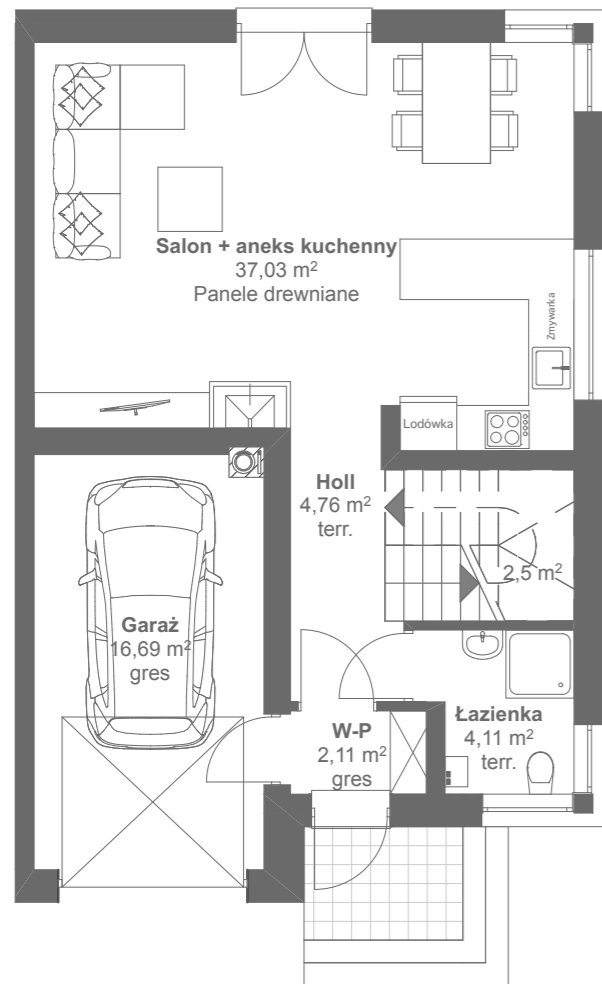 Salon + aneks kuchenny
37,03 m²
Panele drewniane
Zmywarka
Lodówka
Holl
4,76 m²
terr.
2,5 m²
Garaż
16,69 m²
gres
W-P
2,11 m²
gres
Łazienka
4,11 m²
terr.